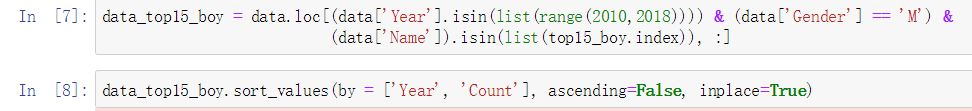 In [7]: data_top15_boy = data.loc[(data['Year'].isin(list(range(2010,2018)))) & (data['Gender'] == 'M') &
(data['Name']).isin(list(top15_boy.index)), :]
In [8]: data_top15_boy.sort_values(by = ['Year', 'Count'], ascending=False, inplace=True)